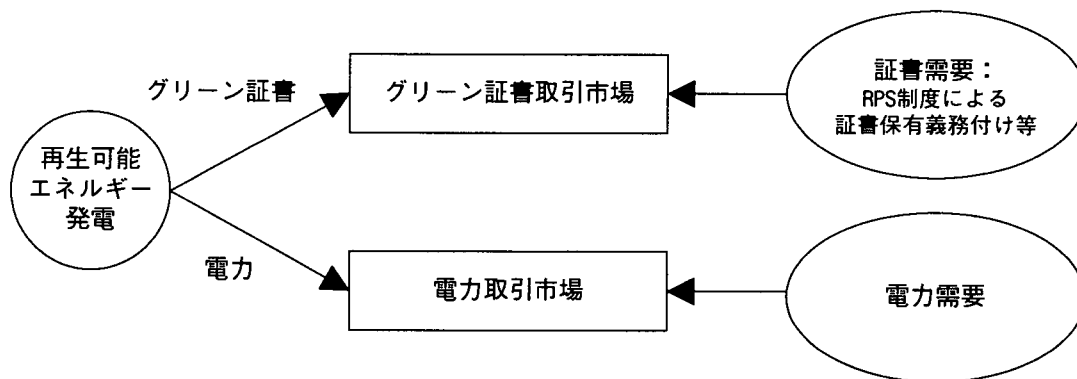 グリーン証書
グリーン証書取引市場
証書需要：
RPS制度による
証書保有義務付け等
再生可能
エネルギー
発電
電力
電力取引市場
電力需要